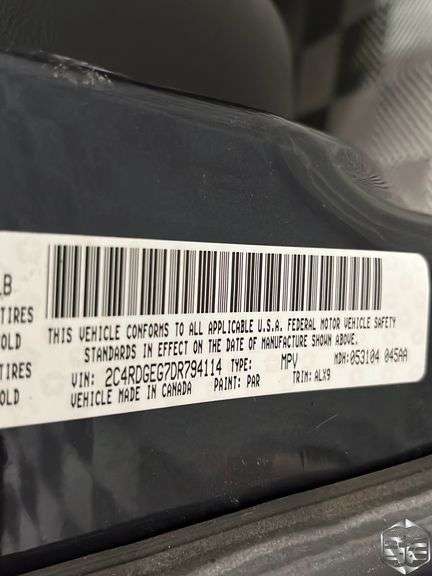 LB
TIRES
OLD
TIRES
OLD
THIS VEHICLE CONFORMS TO ALL APPLICABLE U.S.A. FEDERAL MOTOR VEHICLE SAFETY
STANDARDS IN EFFECT ON THE DATE OF MANUFACTURE SHOWN ABOVE.
VIN: 2C4RDGEG7DR794114 TYPE: MPV MDH: 053104 045AA
VEHICLE MADE IN CANADA PAINT: PAR TRIM: ALX9